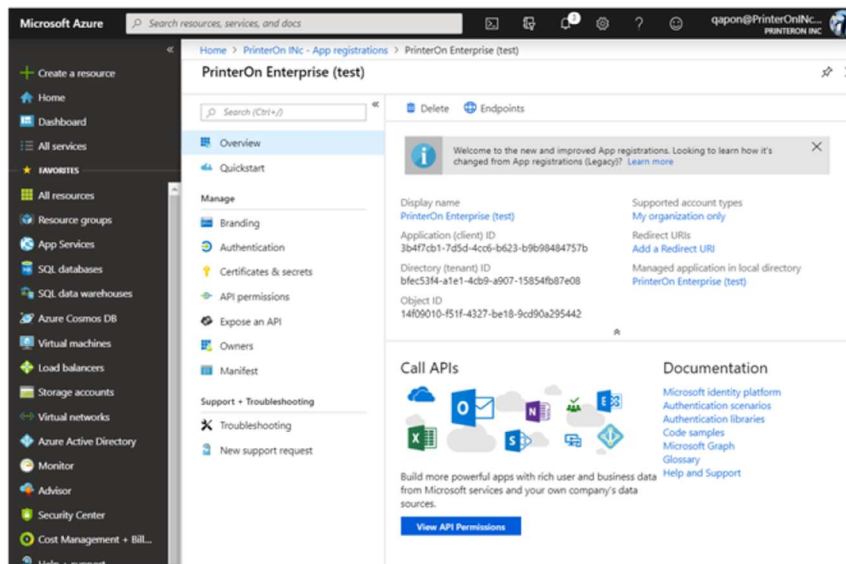 Microsoft Azure
Search resources, services, and docs
3
qapon@PrinterOnINc...
PRINTERON INC
Home > PrinterOn INc - App registrations > PrinterOn Enterprise (test)
PrinterOn Enterprise (test)
Create a resource
Home
Dashboard
All services
FAVORITES
All resources
Resource groups
App Services
SQL databases
SQL data warehouses
Azure Cosmos DB
Virtual machines
Load balancers
Storage accounts
Virtual networks
Azure Active Directory
Monitor
Advisor
Security Center
Cost Management + Bill...
Help + support
Search (Ctrl+/)
Overview
Quickstart
Manage
Branding
Authentication
Certificates & secrets
API permissions
Expose an API
Owners
Manifest
Support + Troubleshooting
Troubleshooting
New support request
Delete
Endpoints
Welcome to the new and improved App registrations. Looking to learn how it's
changed from App registrations (Legacy)? Learn more
Display name
PrinterOn Enterprise (test)
Application (client) ID
3b4f7cb1-7d5d-4cc6-b623-b9b98484757b
Directory (tenant) ID
bfec53f4-a1e1-4cb9-a907-15854fb87e08
Object ID
14f09010-f51f-4327-be18-9cd90a295442
Supported account types
My organization only
Redirect URIs
Add a Redirect URI
Managed application in local directory
PrinterOn Enterprise (test)
Call APIs
Build more powerful apps with rich user and business data
from Microsoft services and your own company's data
sources.
View API Permissions
Documentation
Microsoft identity platform
Authentication scenarios
Authentication libraries
Code samples
Microsoft Graph
Glossary
Help and Support